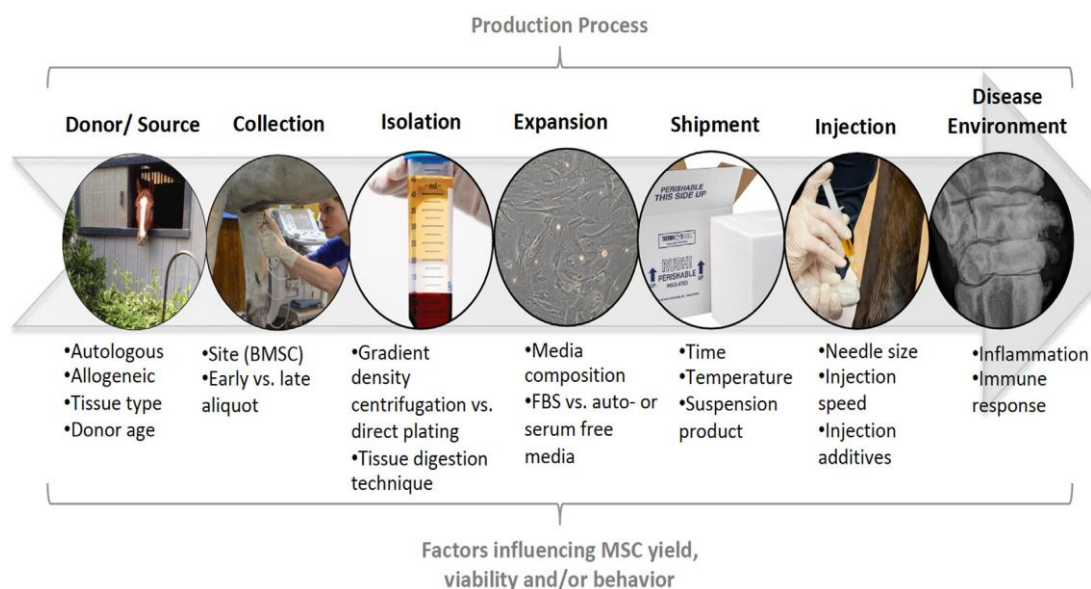 Production Process
Donor/ Source
Collection
Isolation
Expansion
Shipment
Injection
Disease
Environment
PERISHABLE
THIS SIDE UP
PERISHABLE
INSULATED
•Autologous
•Allogeneic
•Tissue type
•Donor age
•Site (BMSC)
•Early vs. late
aliquot
•Gradient
density
centrifugation vs.
direct plating
•Tissue digestion
technique
•Media
composition
•FBS vs. auto- or
serum free
media
•Time
•Temperature
•Suspension
product
•Needle size
•Injection
speed
•Injection
additives
•Inflammation
•Immune
response
Factors influencing MSC yield,
viability and/or behavior